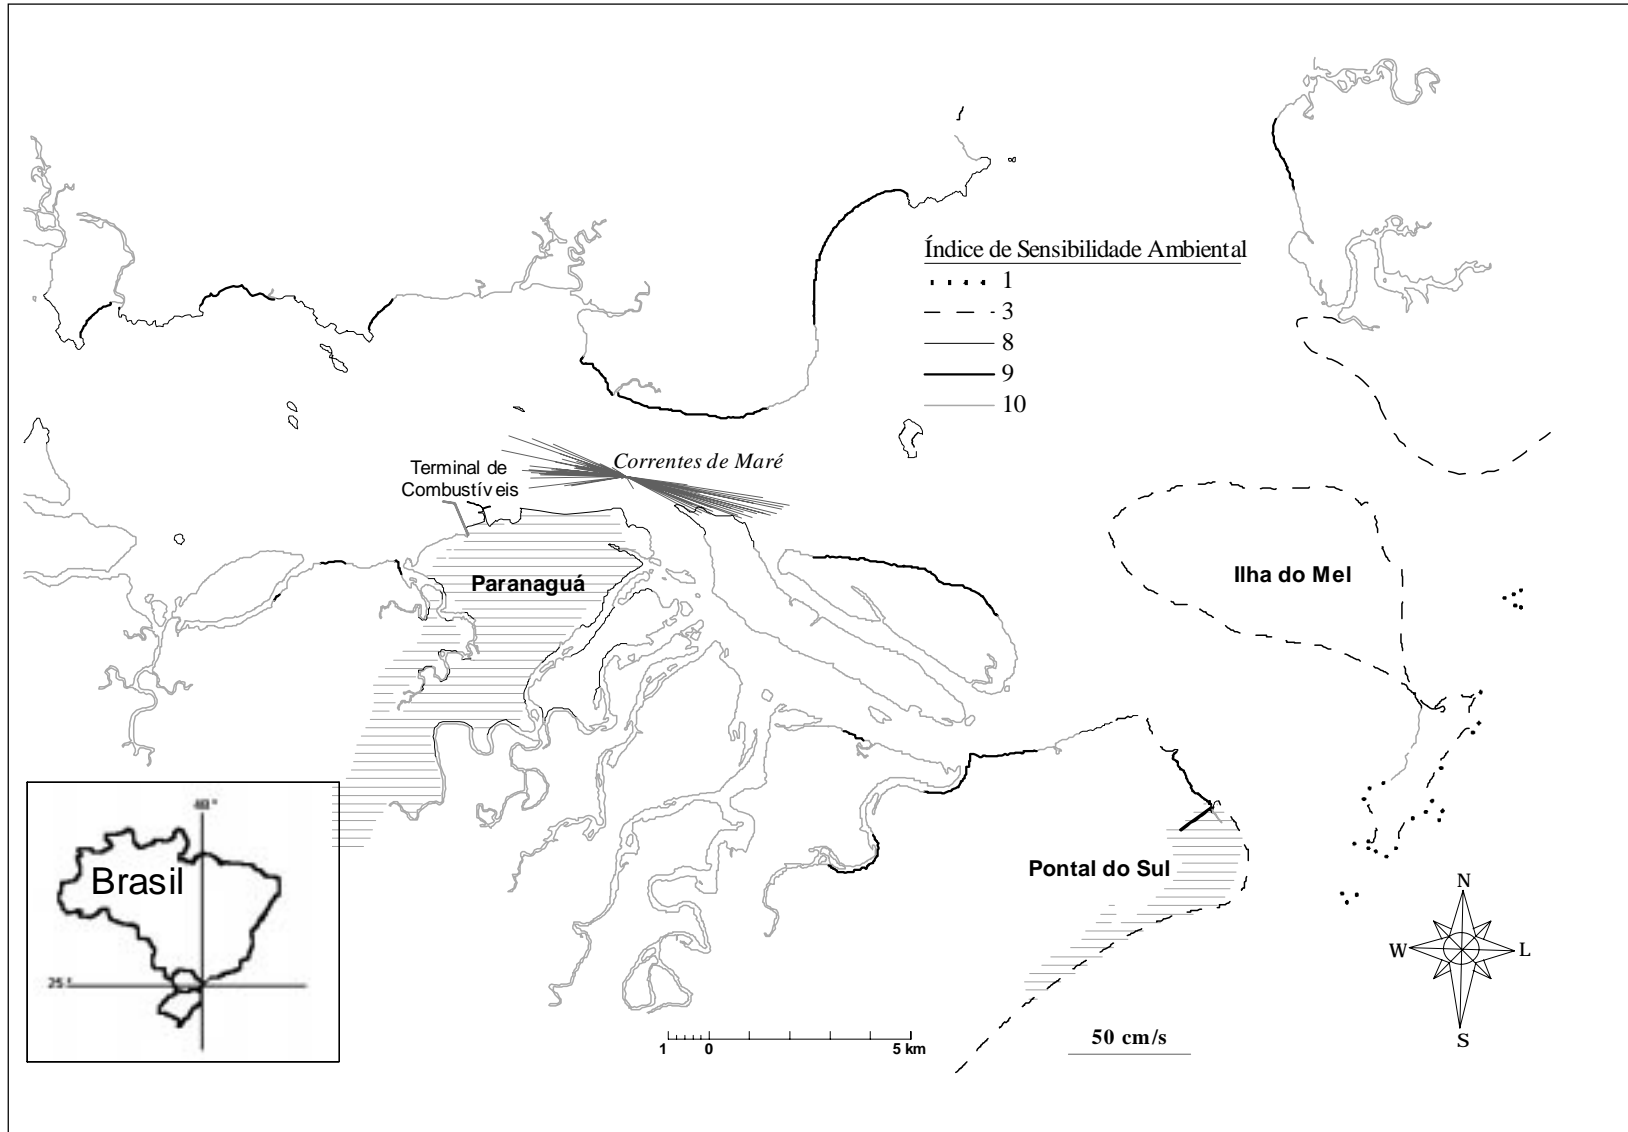 Índice de Sensibilidade Ambiental
1
3
8
9
10
Correntes de Maré
Terminal de
Combustíveis
Paranaguá
Ilha do Mel
Pontal do Sul
Brasil
25°
N
W
L
S
1 0 5 km
50 cm/s